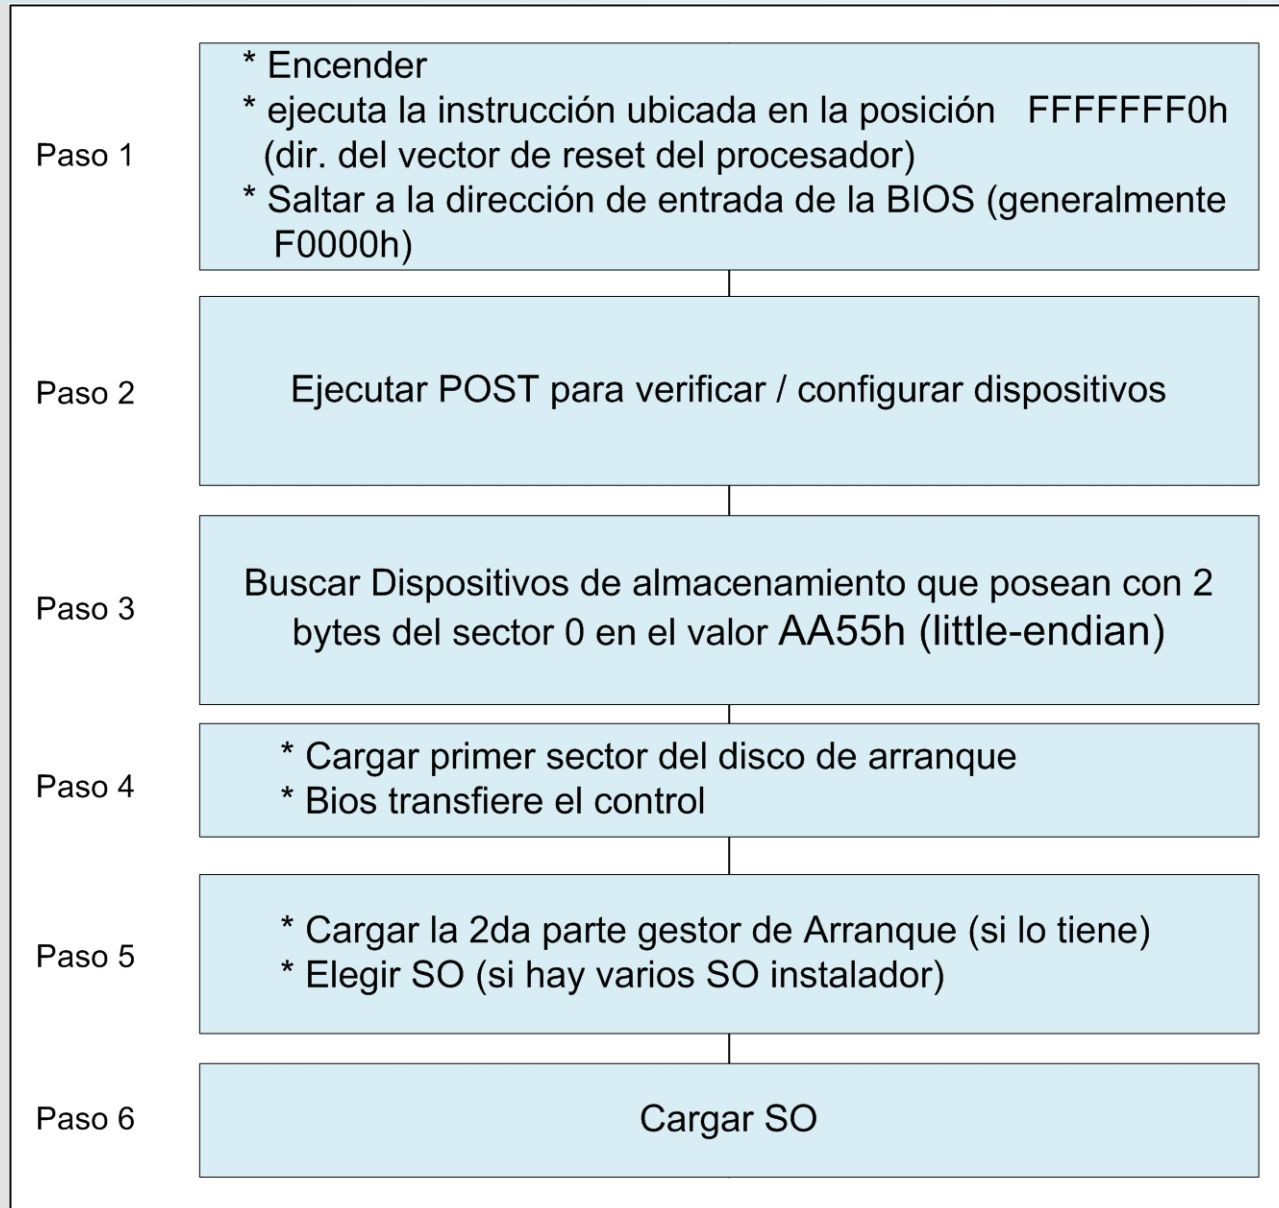 Paso 1
* Encender
* ejecuta la instrucción ubicada en la posición FFFFFFF0h
(dir. del vector de reset del procesador)
* Saltar a la dirección de entrada de la BIOS (generalmente
F0000h)
Paso 2
Ejecutar POST para verificar / configurar dispositivos
Paso 3
Buscar Dispositivos de almacenamiento que posean con 2
bytes del sector 0 en el valor AA55h (little-endian)
Paso 4
* Cargar primer sector del disco de arranque
* Bios transfiere el control
Paso 5
* Cargar la 2da parte gestor de Arranque (si lo tiene)
* Elegir SO (si hay varios SO instalador)
Paso 6
Cargar SO